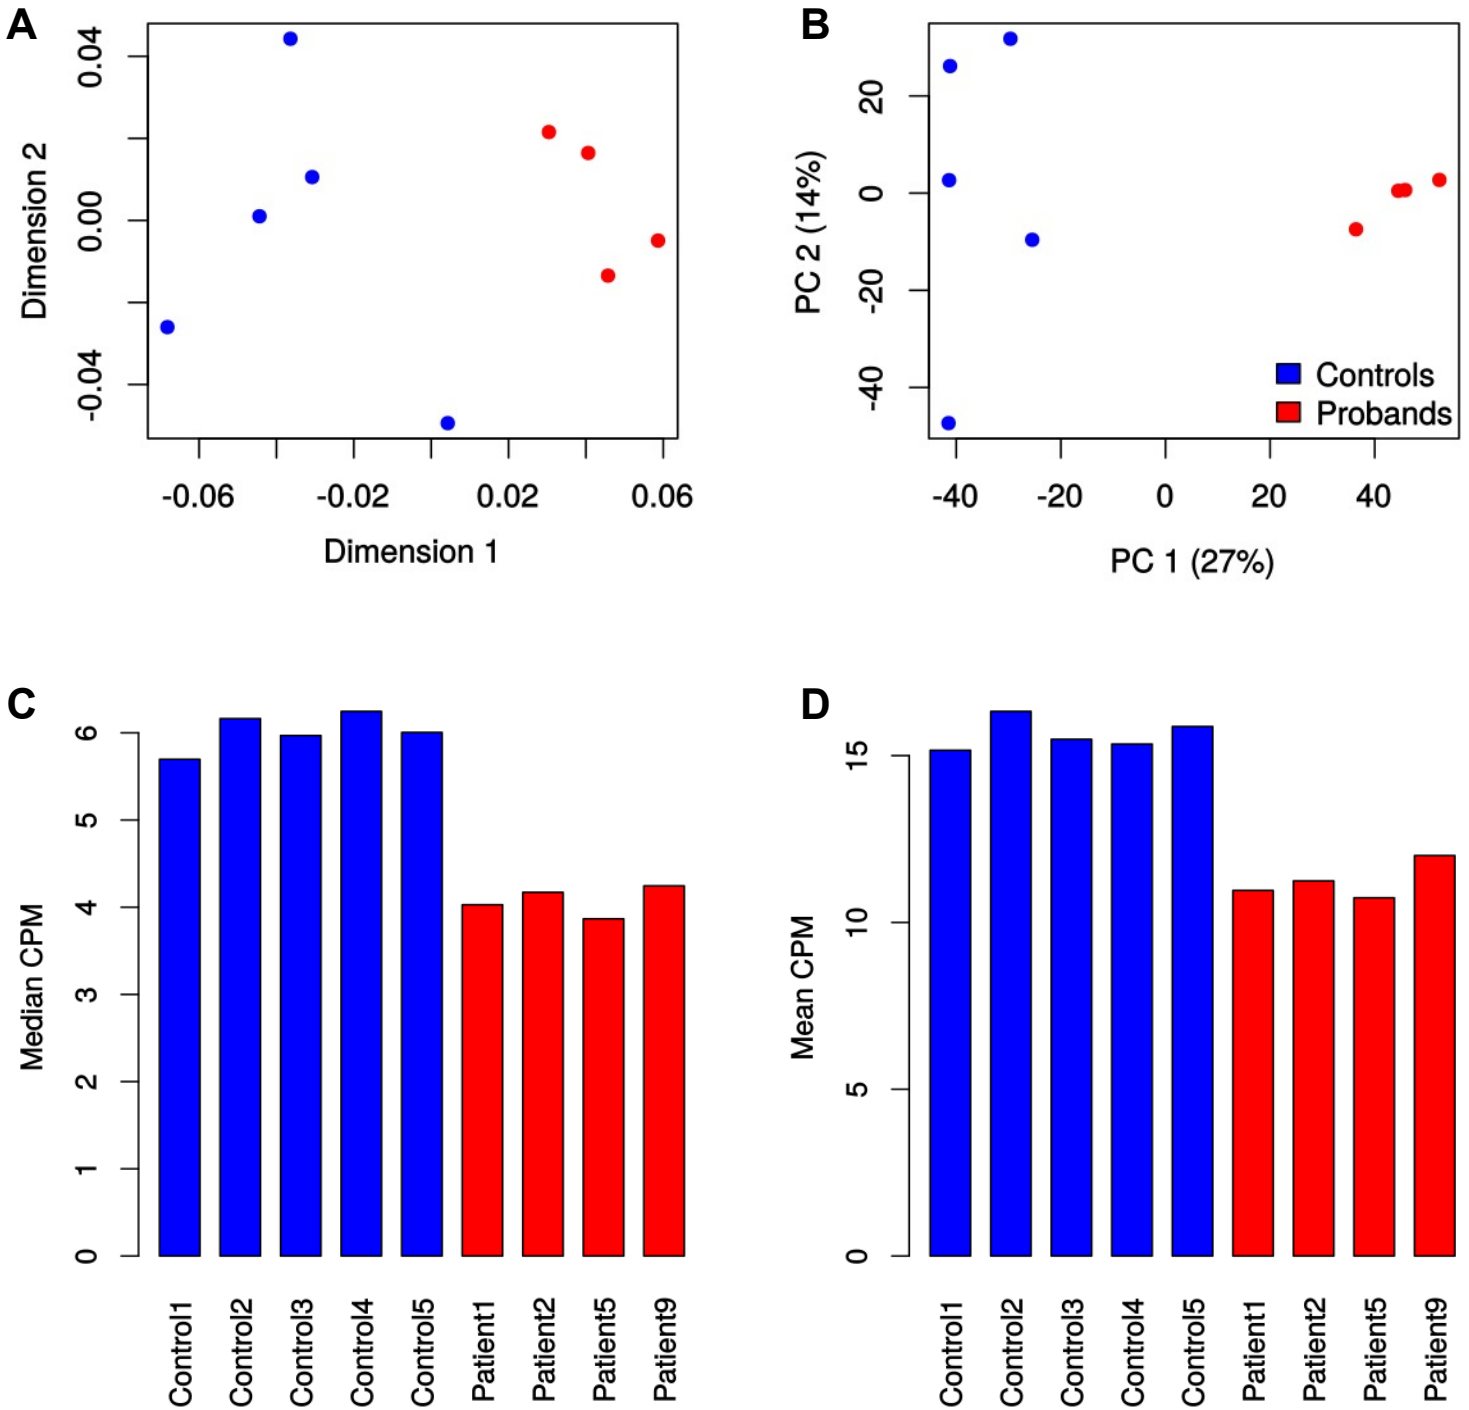 A
0.04
0.00
-0.04
Dimension 2
-0.06
-0.02
0.02
0.06
Dimension 1
B
20
0
-20
-40
PC 2 (14%)
Controls
Probands
-40
-20
0
20
40
PC 1 (27%)
C
6
5
4
3
2
1
0
Median CPM
Control1
Control2
Control3
Control4
Control5
Patient1
Patient2
Patient5
Patient9
D
15
10
5
0
Mean CPM
Control1
Control2
Control3
Control4
Control5
Patient1
Patient2
Patient5
Patient9